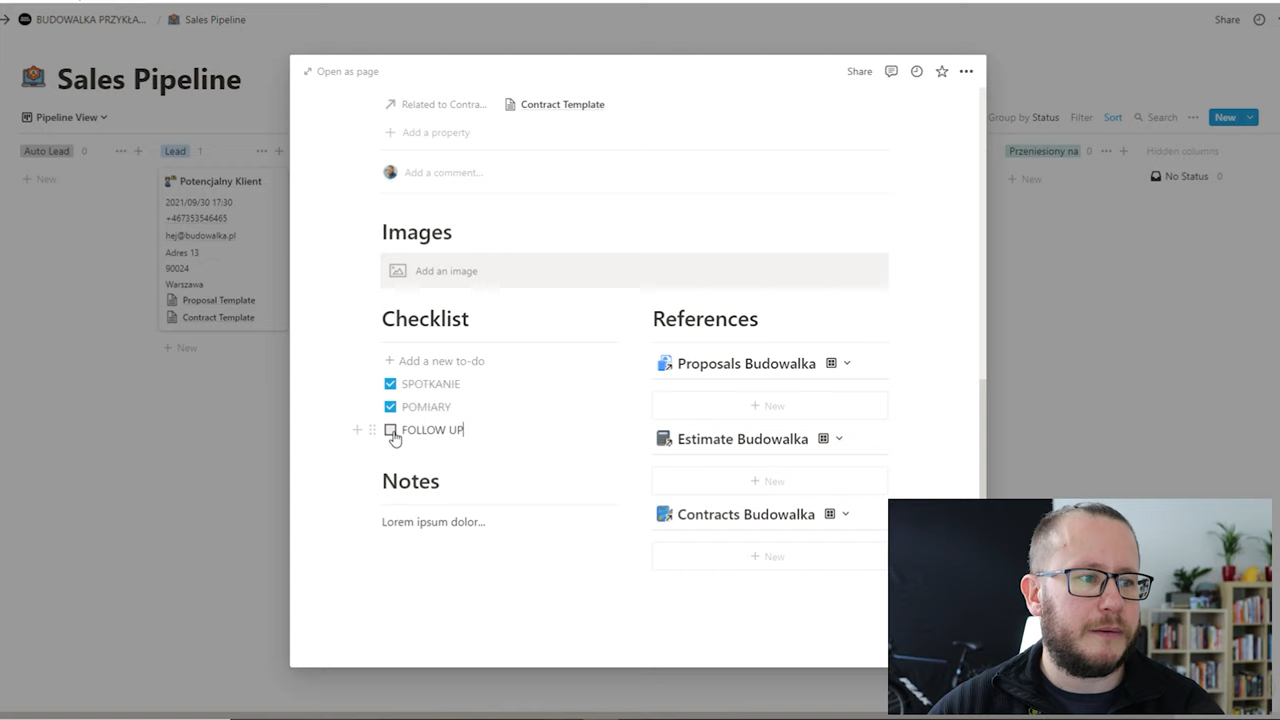 BUDOWALKA PRZYKŁA... / Sales Pipeline
Share
Sales Pipeline
Pipeline View
Group by Status Filter Sort Search ... New
Auto Lead 0
+ New
Lead 1
Potencjalny Klient
2021/09/30 17:30
+467353546465
hej@budowalka.pl
Adres 13
90024
Warszawa
Proposal Template
Contract Template
+ New
Open as page
Share
Related to Contra... Contract Template
+ Add a property
Add a comment...
Images
Add an image
Checklist
+ Add a new to-do
SPOTKANIE
POMIARY
FOLLOW UP
Notes
Lorem ipsum dolor...
References
Proposals Budowalka
+ New
Estimate Budowalka
+ New
Contracts Budowalka
+ New
Przeniesiony na 0
+ New
Hidden columns
No Status 0